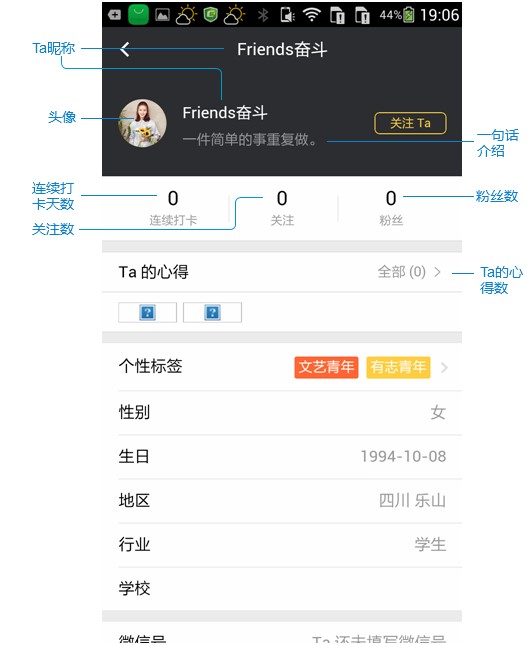 44% 19:06
Ta昵称
Friends奋斗
头像
Friends奋斗
关注 Ta
一件简单的事重复做。
一句话
介绍
连续打
卡天数
0
0
0
粉丝数
连续打卡
关注
粉丝
关注数
Ta 的心得
全部 (0)
Ta的心
得数
个性标签
文艺青年
有志青年
性别
女
生日
1994-10-08
地区
四川 乐山
行业
学生
学校
微信号
Ta 还未填写微信号